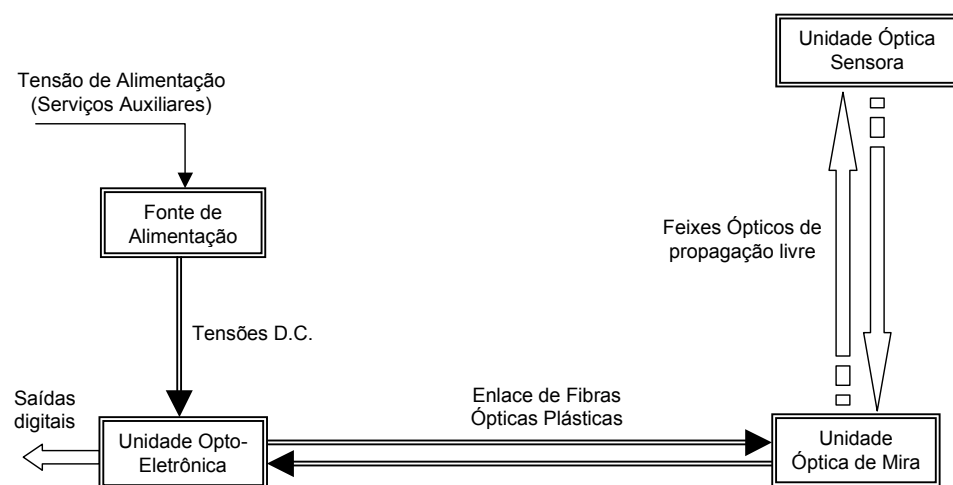 Unidade Óptica
Sensora
Tensão de Alimentação
(Serviços Auxiliares)
Fonte de
Alimentação
Feixes Ópticos de
propagação livre
Tensões D.C.
Saídas
digitais
Enlace de Fibras
Ópticas Plásticas
Unidade Opto-
Eletrônica
Unidade
Óptica de Mira